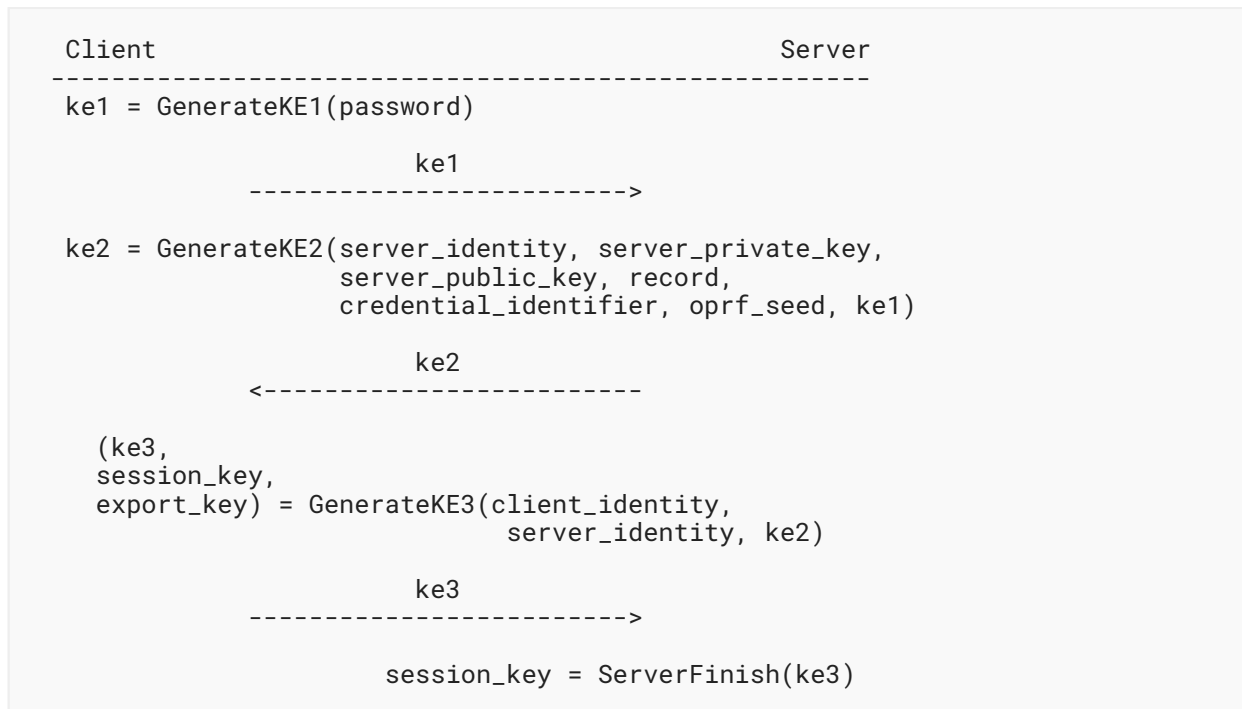 Client                                         Server
------------------------------------------------------
ke1 = GenerateKE1(password)
ke1
------------------------->
ke2 = GenerateKE2(server_identity, server_private_key,
server_public_key, record,
credential_identifier, oprf_seed, ke1)
ke2
<-------------------------
(ke3,
session_key,
export_key) = GenerateKE3(client_identity,
server_identity, ke2)
ke3
------------------------->
session_key = ServerFinish(ke3)